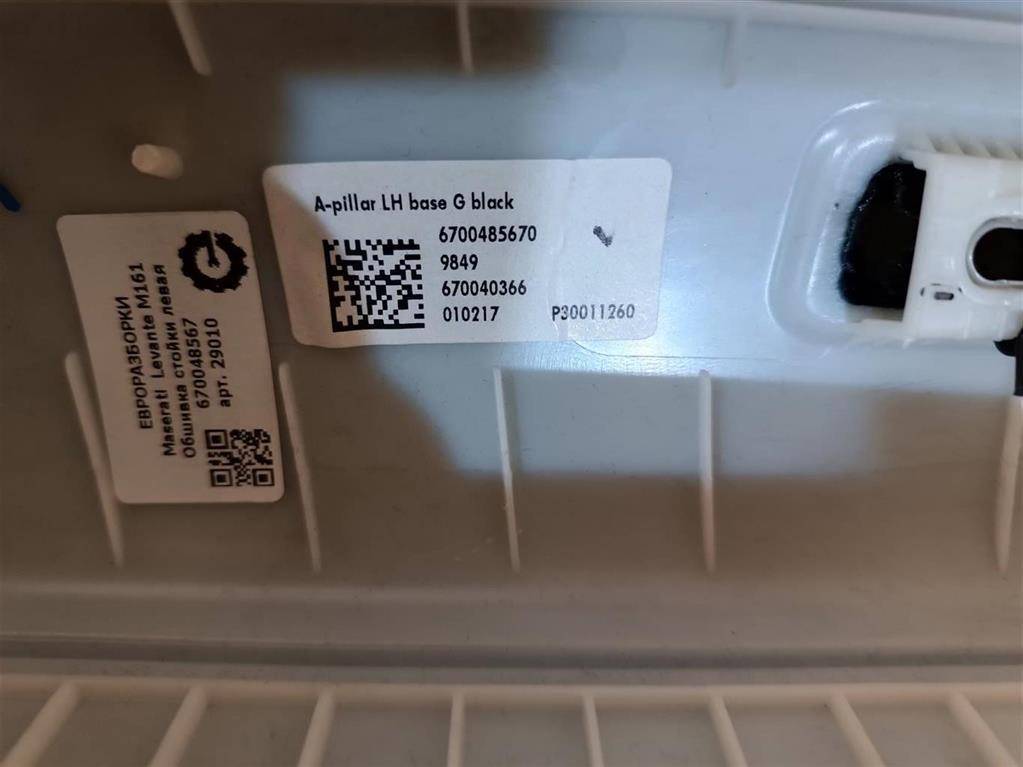 A-pillar LH base G black
6700485670
9849
670040366
010217 P30011260
ЕВРОРАЗБОРКИ
Maserati Levante M161
Обшивка стойки левая
670048567
арт. 29010